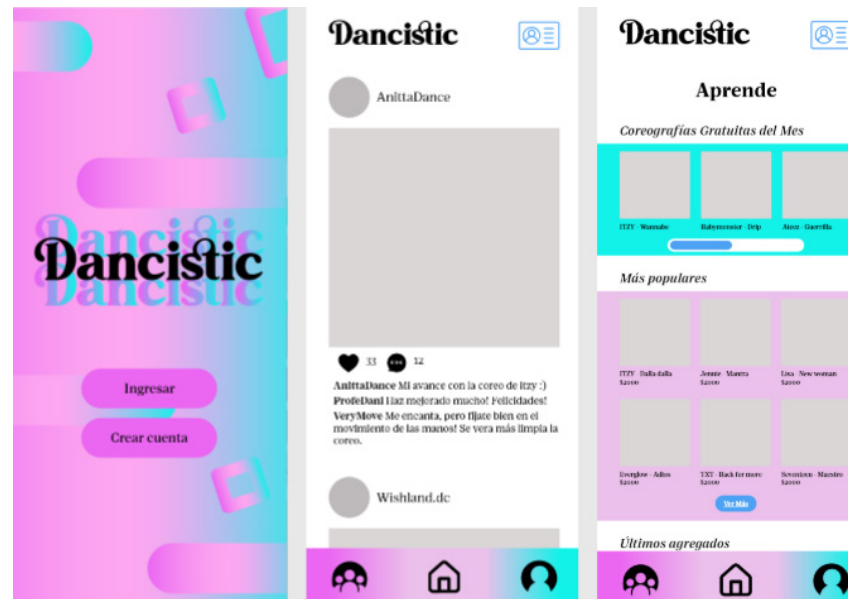 Dancistic
Ingresar
Crear cuenta
Dancistic
AnittaDance
33 12
AnittaDance Mi avance con la coreo de itzy :)
ProfeDani Haz mejorado mucho! Felicidades!
VeryMove Me encanta, pero fijate bien en el
movimiento de las manos! Se vera más limpia la
coreo.
Wishland.dc
Dancistic
Aprende
Coreografías Gratuitas del Mes
ITZY - Wannabe Babymonster - Drip Ateez - Guerrilla
Más populares
ITZY - Dalla dalla Jennie - Mantra Lisa - New woman
$2000 $2000 $2000
Everglow - Adios TXT - Back for more Seventeen - Maestro
$2000 $2000 $2000
Ver Más
Últimos agregados